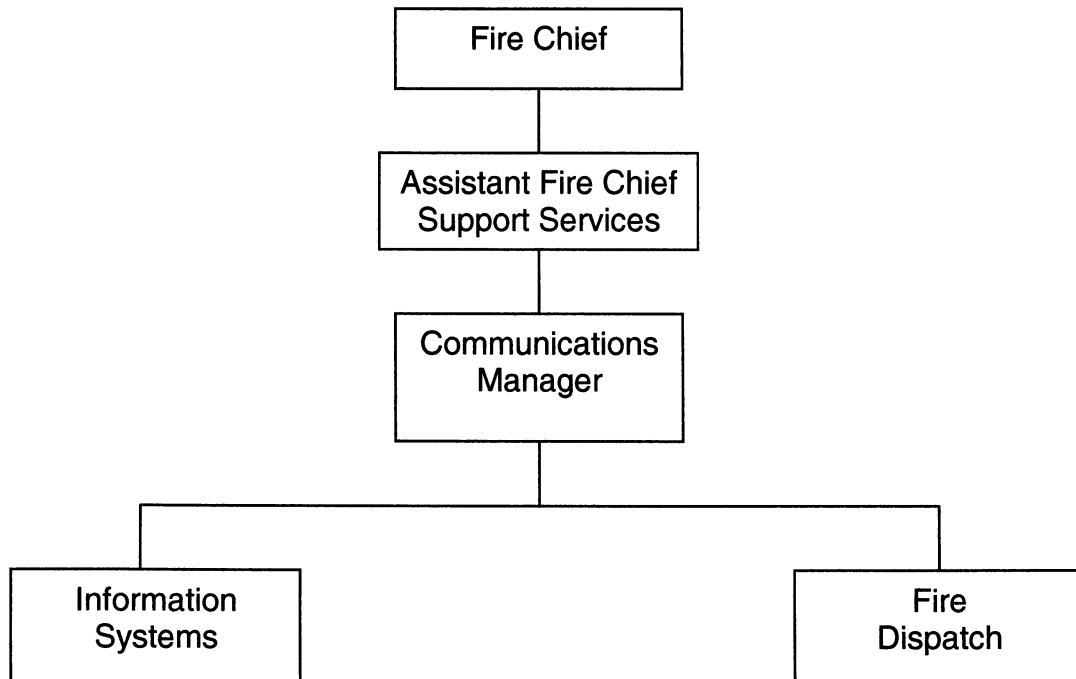 Fire Chief
Assistant Fire Chief
Support Services
Communications
Manager
Information
Systems
Fire
Dispatch